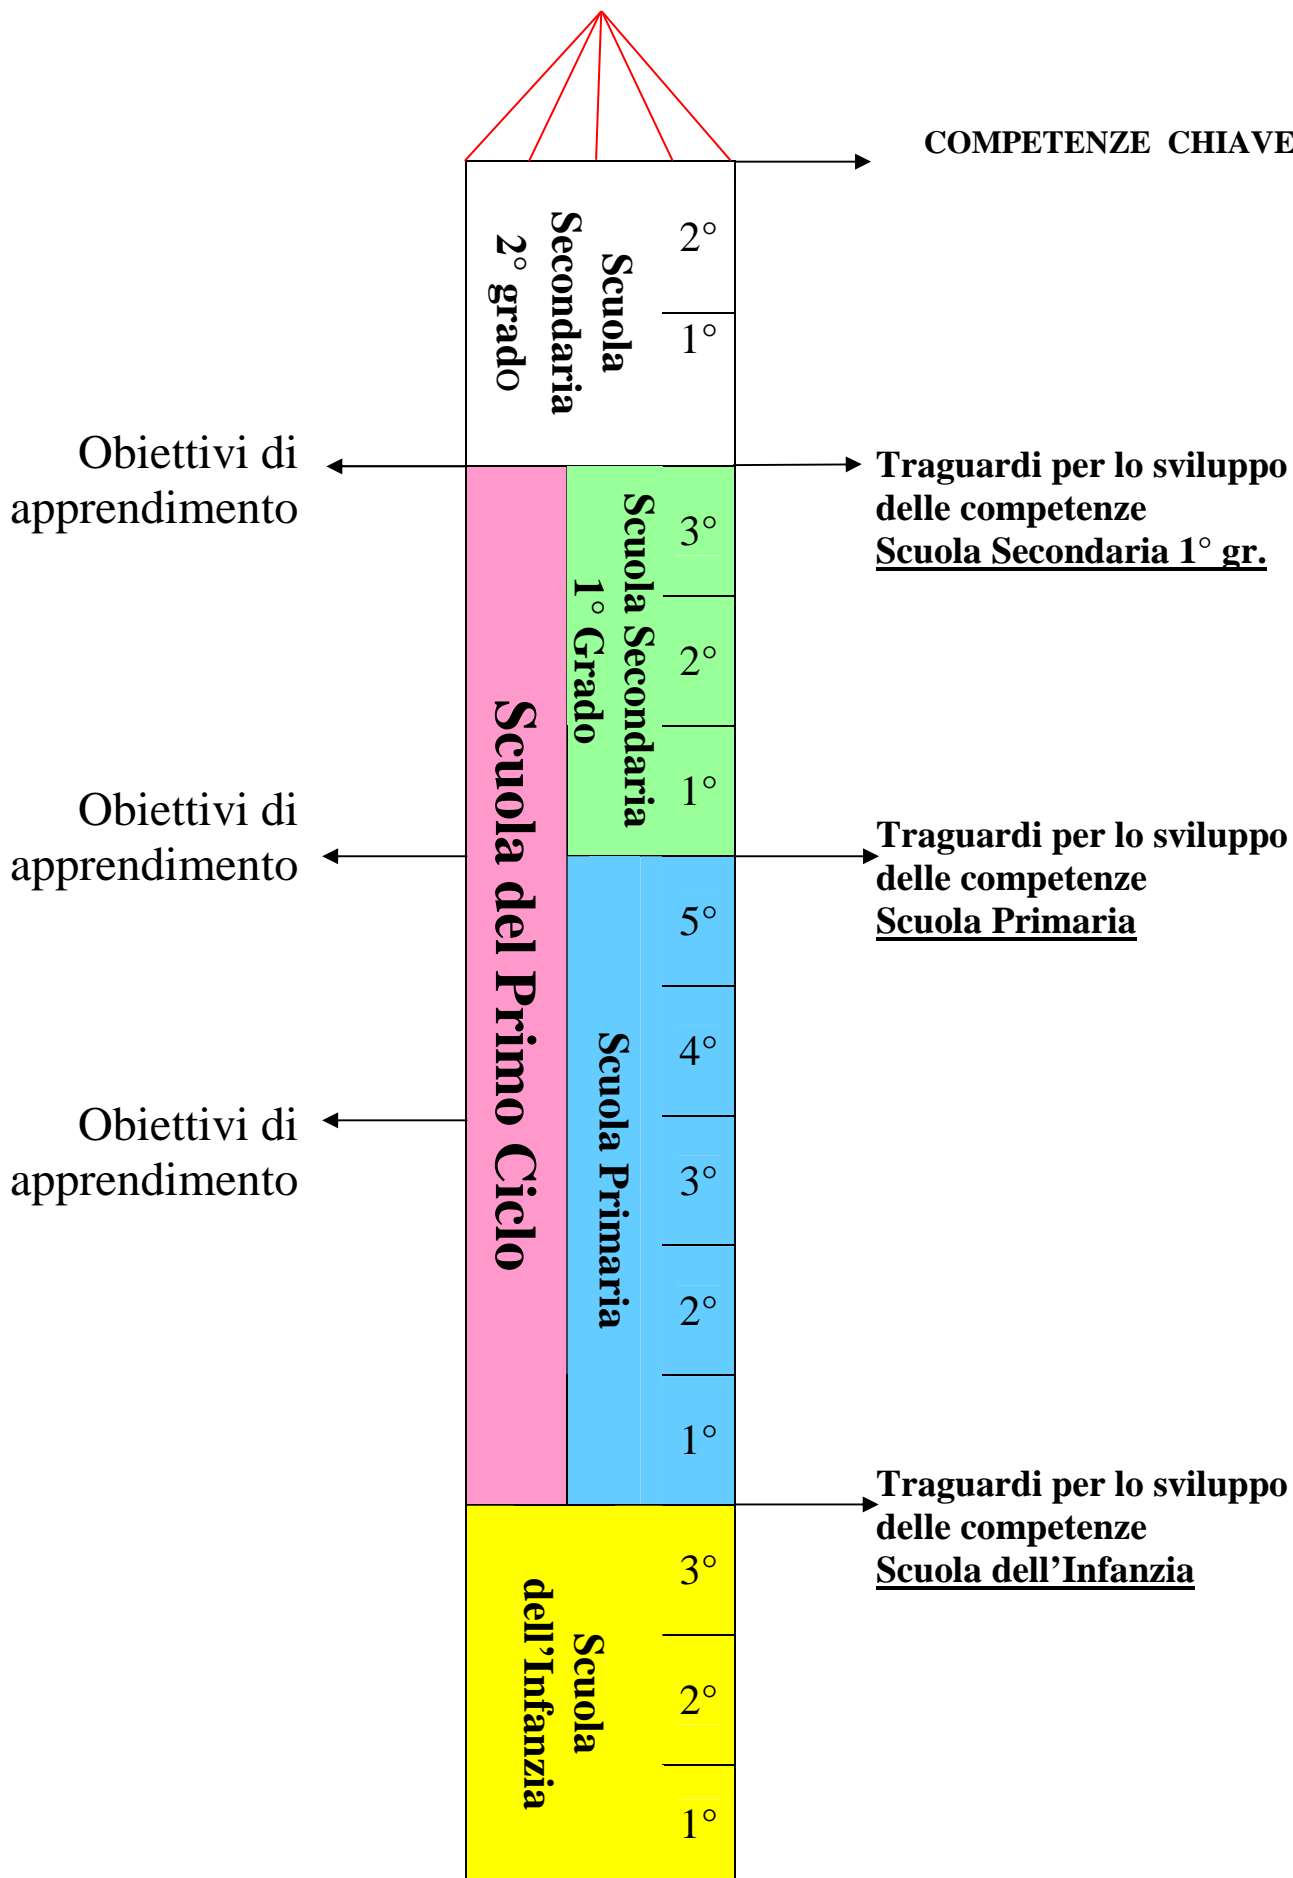 COMPETENZE CHIAVE
Scuola
Secondaria
2° grado
2°
1°
Obiettivi di
apprendimento
Traguardi per lo sviluppo
delle competenze
Scuola Secondaria 1° gr.
Scuola del Primo Ciclo
Scuola Secondaria
1° Grado
3°
2°
1°
Obiettivi di
apprendimento
Traguardi per lo sviluppo
delle competenze
Scuola Primaria
Scuola Primaria
5°
4°
3°
2°
1°
Obiettivi di
apprendimento
Traguardi per lo sviluppo
delle competenze
Scuola dell’Infanzia
Scuola
dell’Infanzia
3°
2°
1°